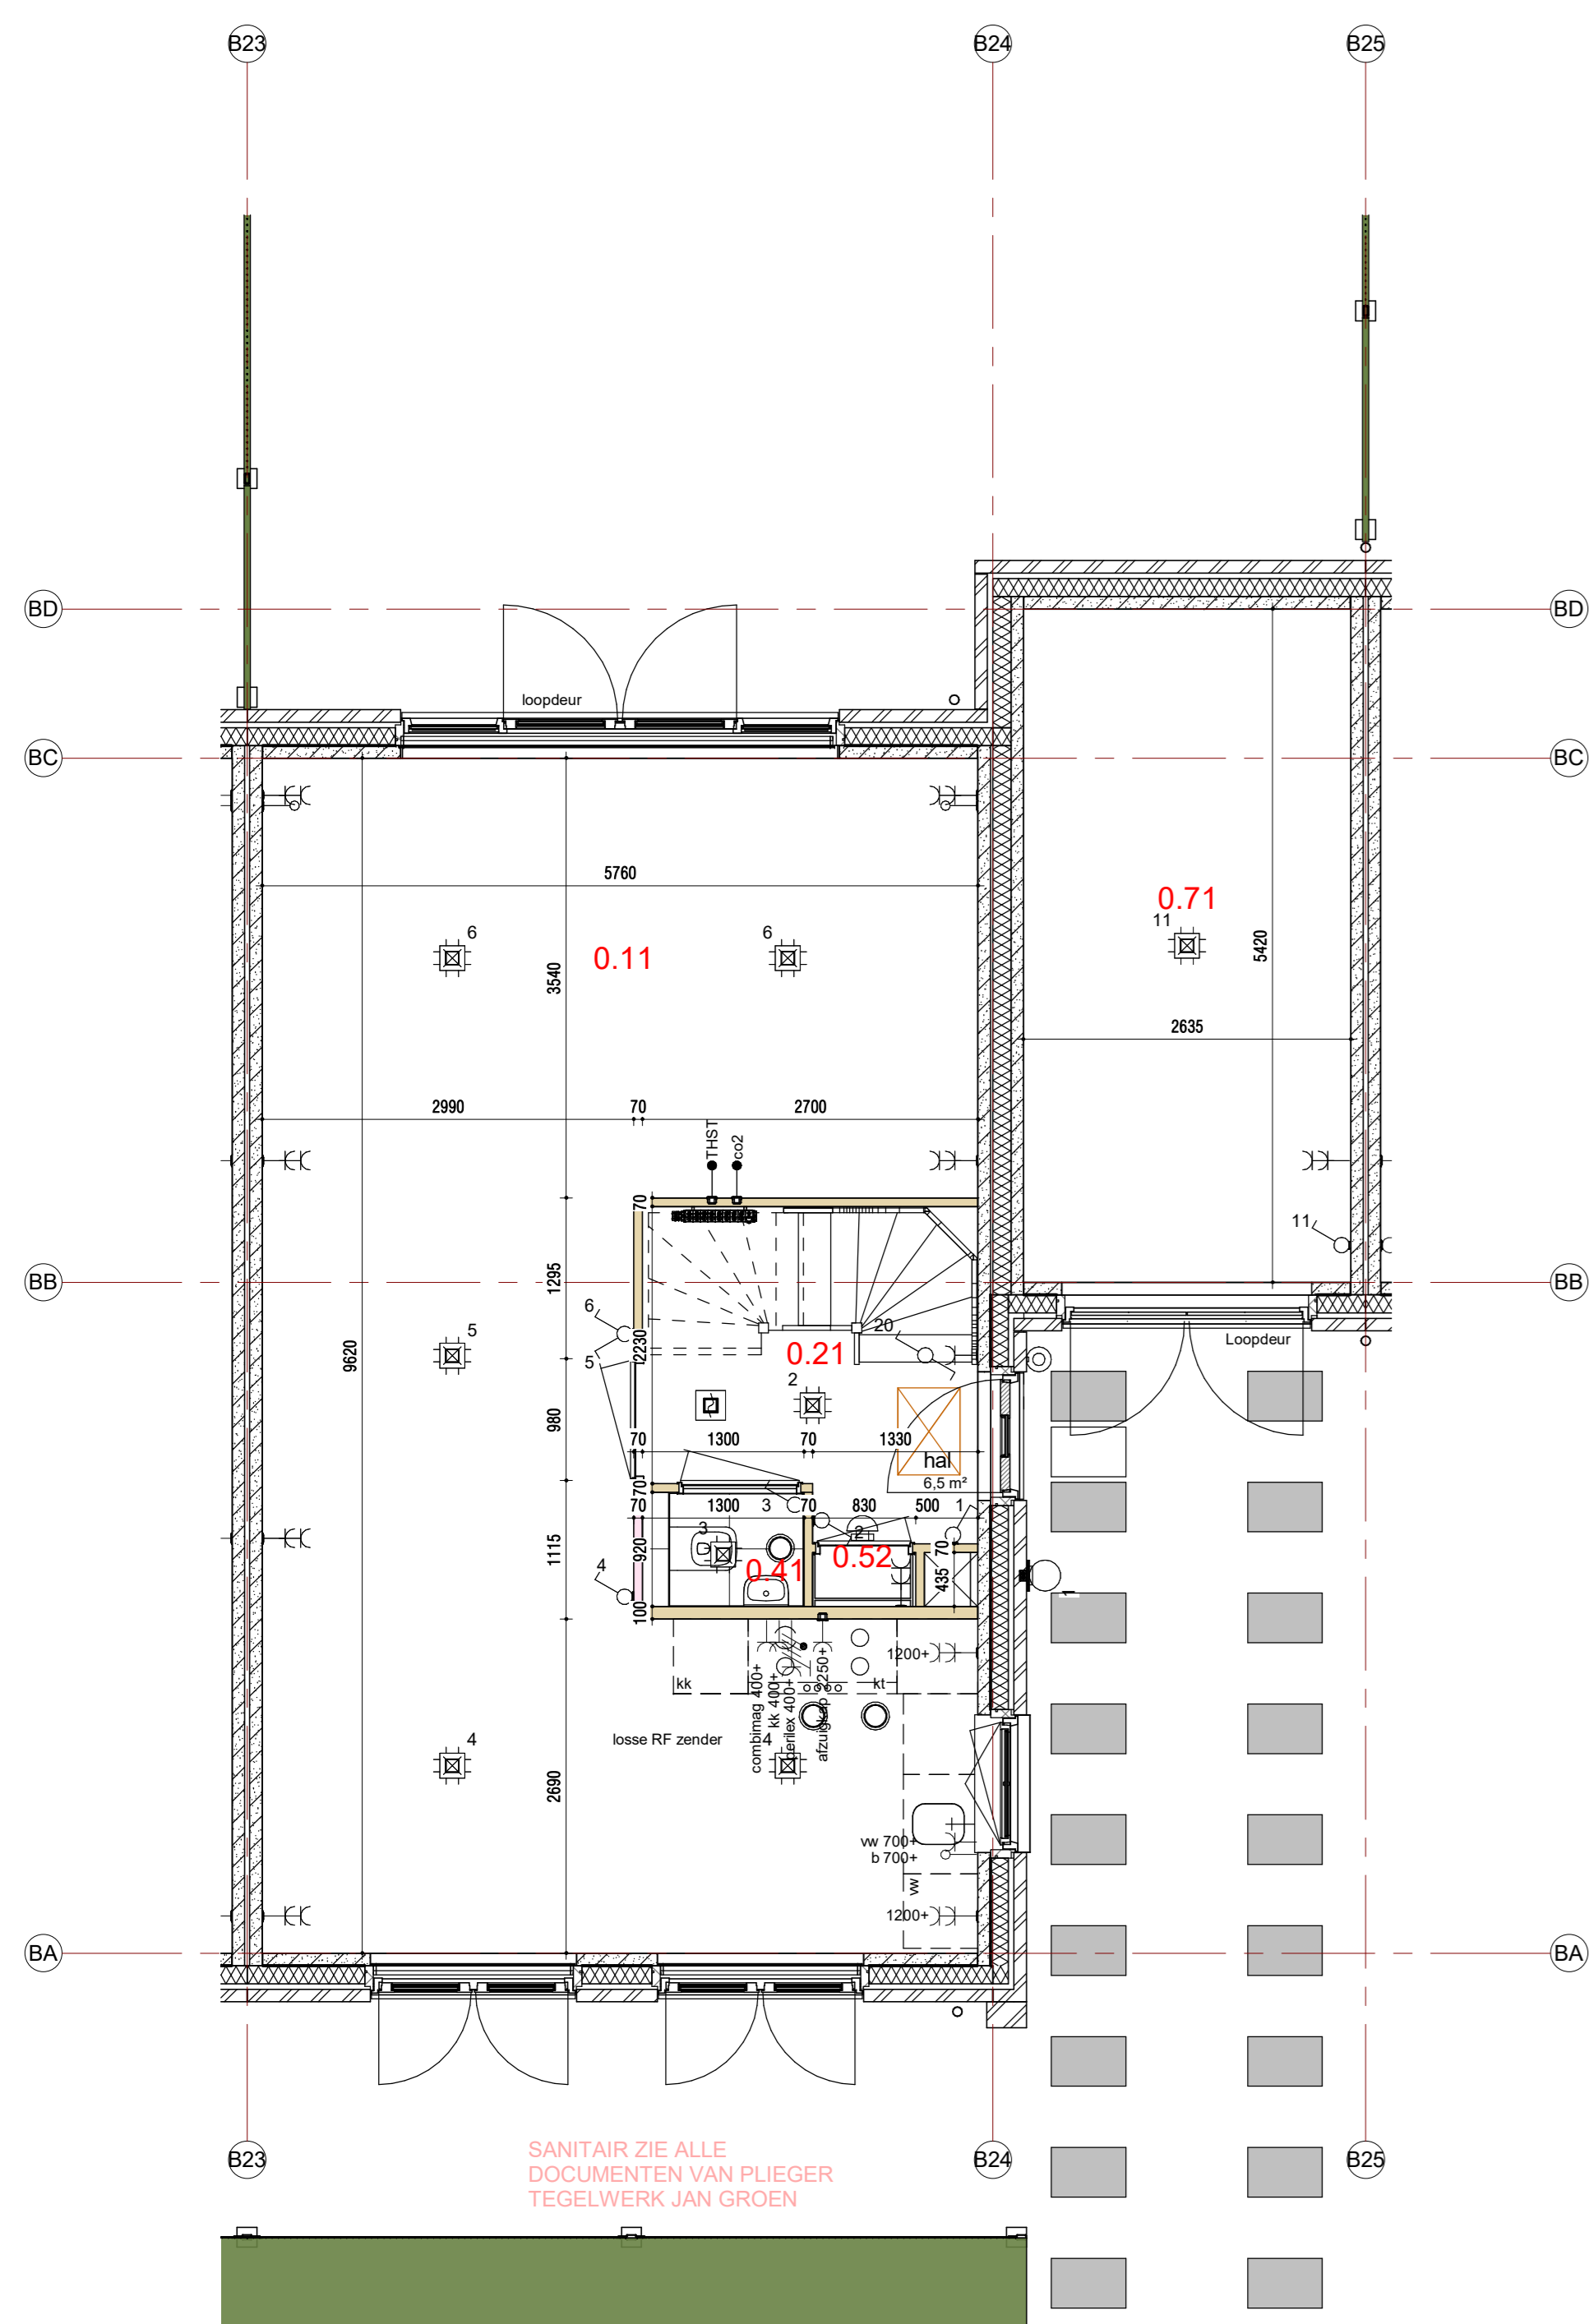 B23
B24
B25
BD
BD
loopdeur
BC
BC
5760
0.71
11
6
6
0.11
3540
5420
2635
2990
70
2700
THST
co2
70
11
BB
1295
BB
6
20
Loopdeur
5
5
2230
0.21
9620
2
980
70
1300
70
1330
hal
6,5 m²
70
70
1300
3
70
830
500
1
3
2
1115
920
0.41
0.52
70
4
435
1
100
1200+
kk
combimag 400+
kk 400+
perilex 400+
afzuigkap 2250+
kt
losse RF zender
4
4
2690
vw 700+
b 700+
vw
1200+
BA
BA
B23
B24
B25
SANITAIR ZIE ALLE
DOCUMENTEN VAN PLIEGER
TEGELWERK JAN GROEN